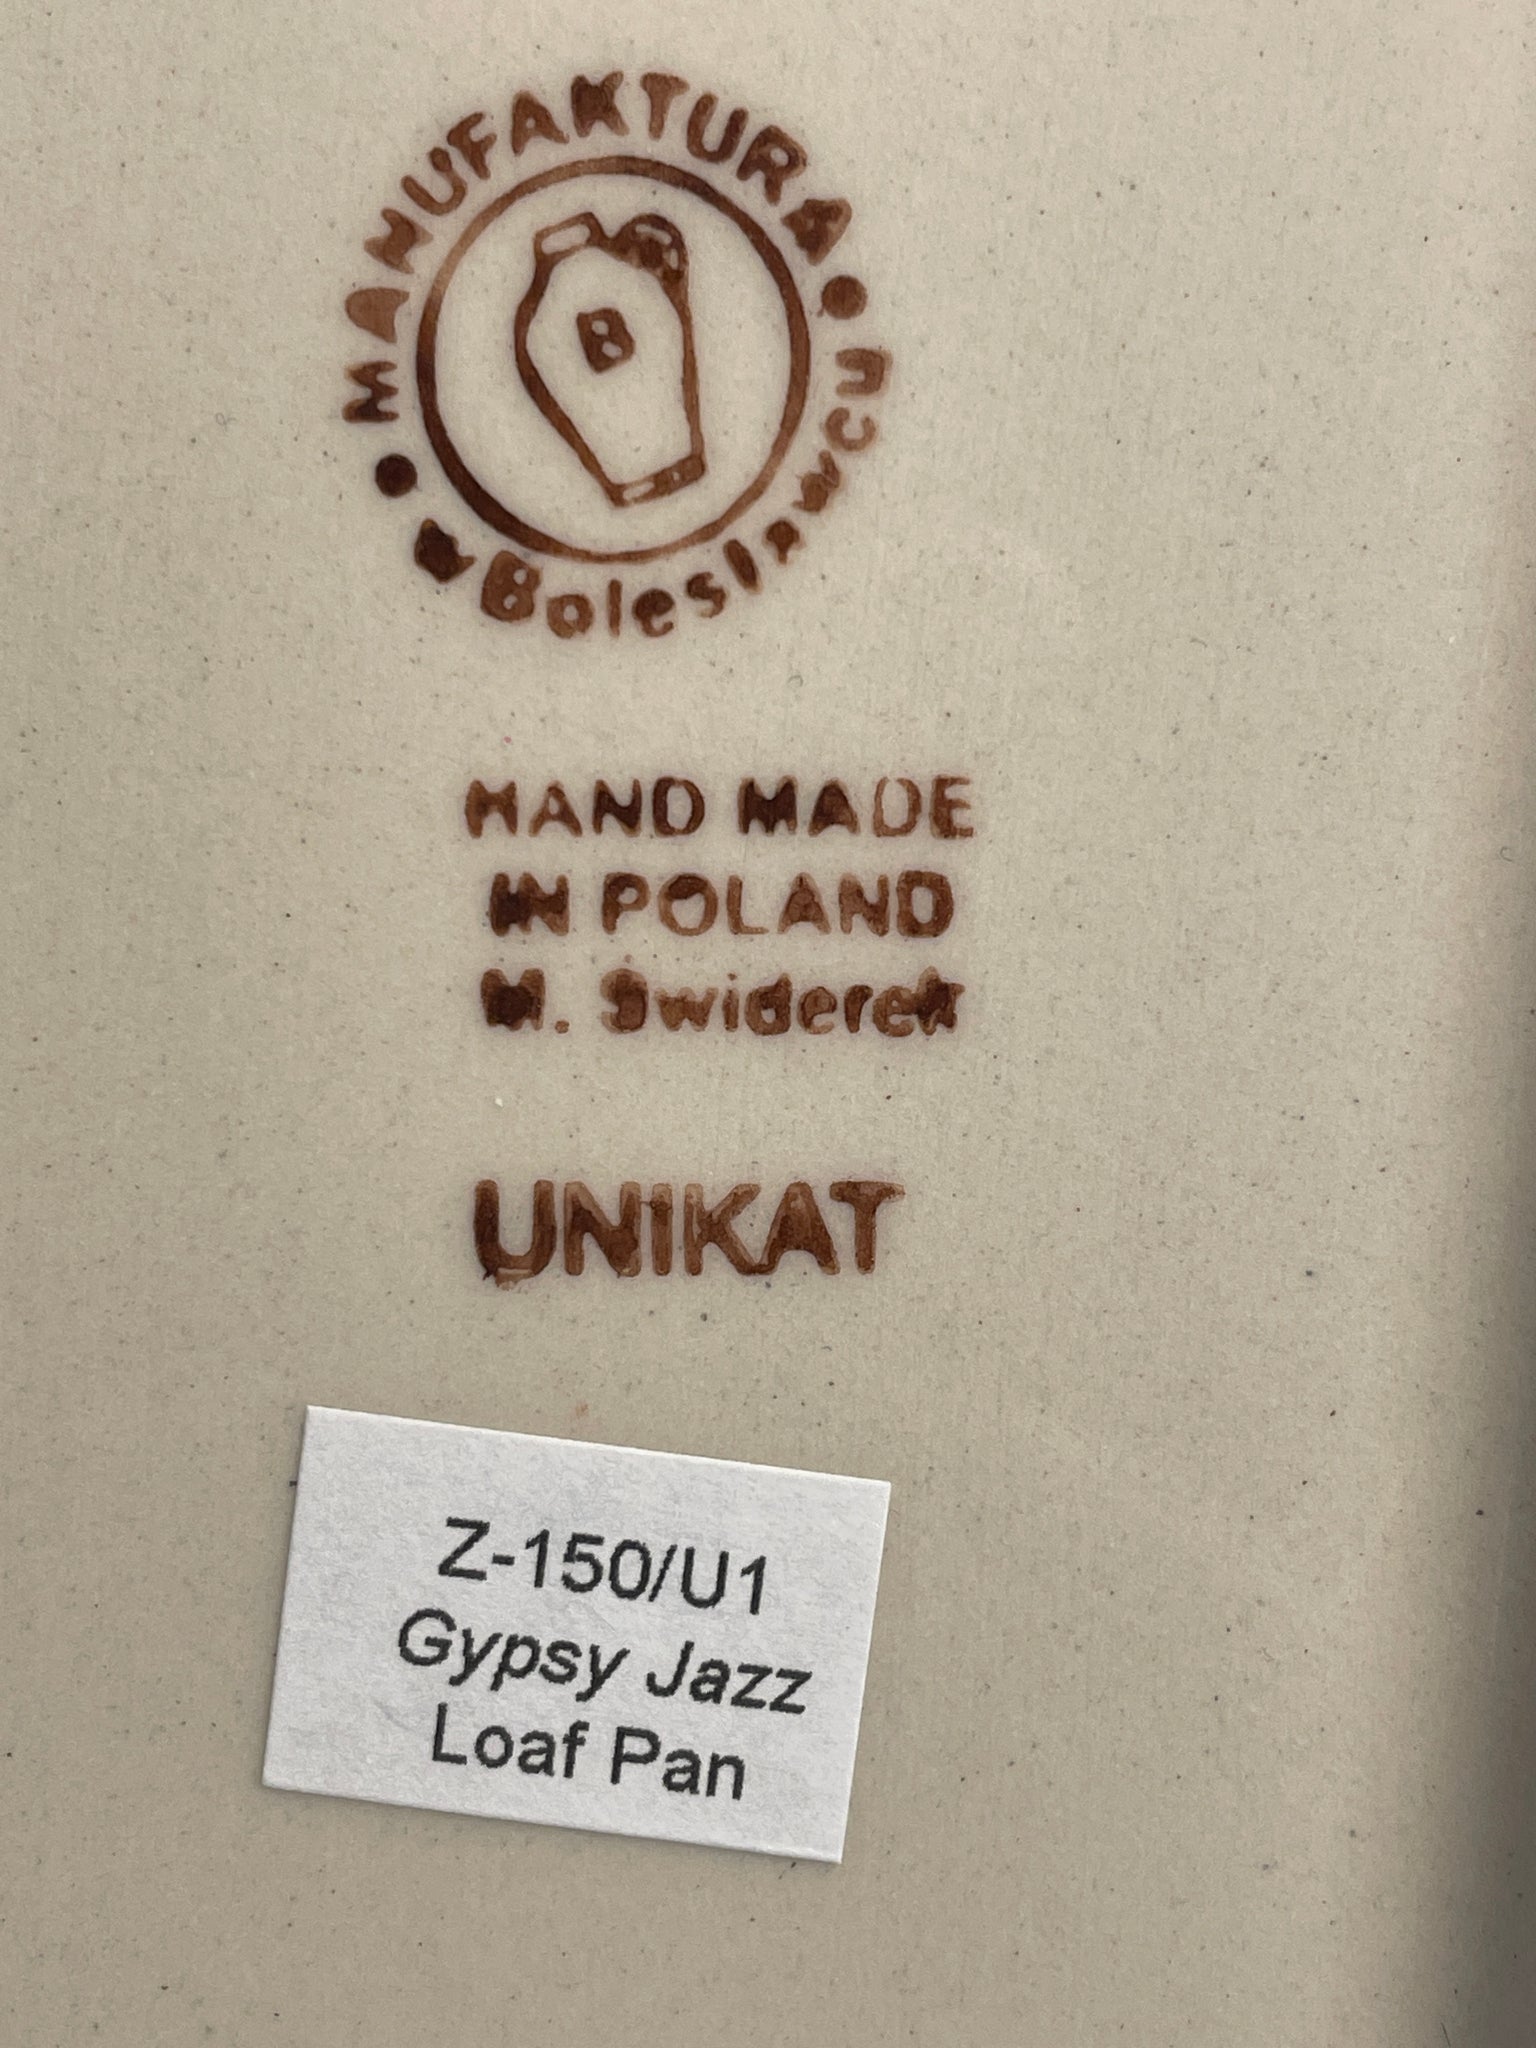 MANUFAKTURA
w Bolesławcu
B
HAND MADE
IN POLAND
M. Swiderek
UNIKAT
Z-150/U1
Gypsy Jazz
Loaf Pan